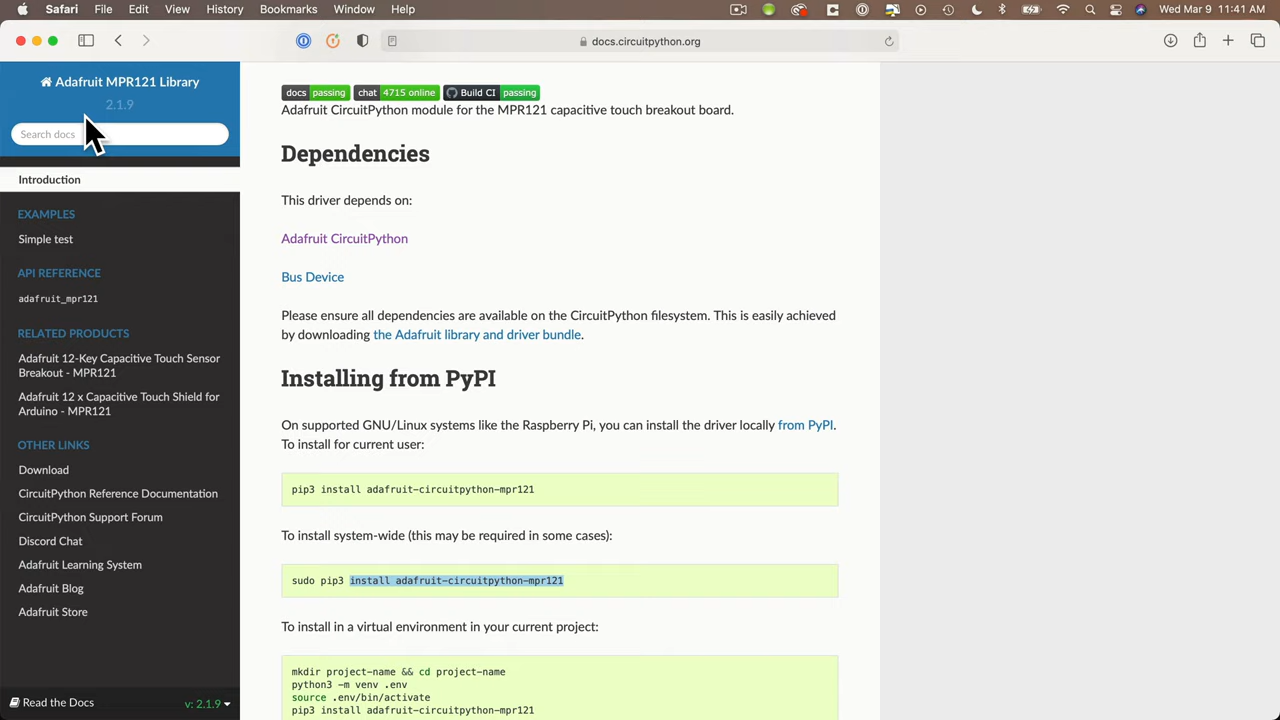 Safari File Edit View History Bookmarks Window Help
Wed Mar 9 11:41 AM
docs.circuitpython.org
Adafruit MPR121 Library
2.1.9
Search docs
Introduction
EXAMPLES
Simple test
API REFERENCE
adafruit_mpr121
RELATED PRODUCTS
Adafruit 12-Key Capacitive Touch Sensor
Breakout - MPR121
Adafruit 12 x Capacitive Touch Shield for
Arduino - MPR121
OTHER LINKS
Download
CircuitPython Reference Documentation
CircuitPython Support Forum
Discord Chat
Adafruit Learning System
Adafruit Blog
Adafruit Store
Read the Docs
v: 2.1.9
docs passing chat 4715 online Build CI passing
Adafruit CircuitPython module for the MPR121 capacitive touch breakout board.
Dependencies
This driver depends on:
Adafruit CircuitPython
Bus Device
Please ensure all dependencies are available on the CircuitPython filesystem. This is easily achieved
by downloading the Adafruit library and driver bundle.
Installing from PyPI
On supported GNU/Linux systems like the Raspberry Pi, you can install the driver locally from PyPI.
To install for current user:
pip3 install adafruit-circuitpython-mpr121
To install system-wide (this may be required in some cases):
sudo pip3 install adafruit-circuitpython-mpr121
To install in a virtual environment in your current project:
mkdir project-name && cd project-name
python3 -m venv .env
source .env/bin/activate
pip3 install adafruit-circuitpython-mpr121